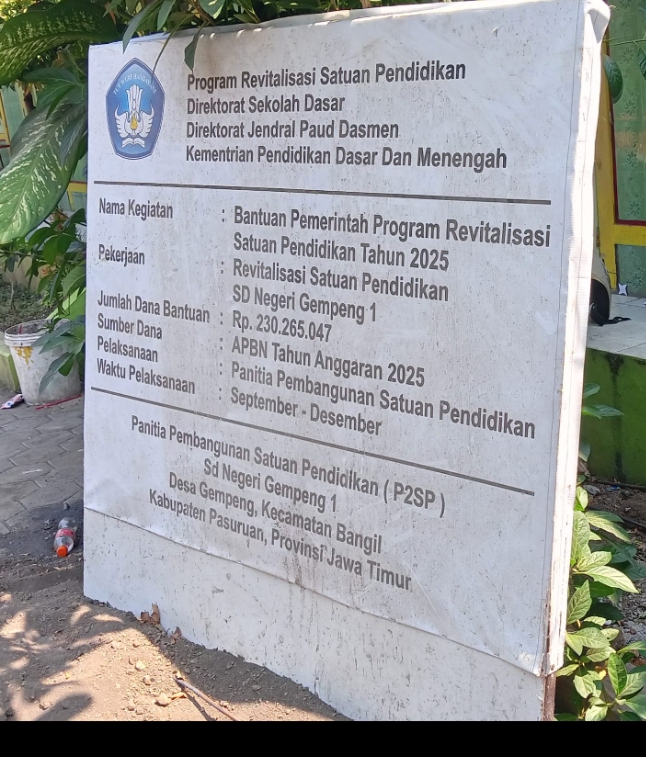 Program Revitalisasi Satuan Pendidikan
Direktorat Sekolah Dasar
Direktorat Jendral Paud Dasmen
Kementrian Pendidikan Dasar Dan Menengah
Nama Kegiatan : Bantuan Pemerintah Program Revitalisasi
Satuan Pendidikan Tahun 2025
Pekerjaan : Revitalisasi Satuan Pendidikan
SD Negeri Gempeng 1
Jumlah Dana Bantuan : Rp. 230.265.047
Sumber Dana : APBN Tahun Anggaran 2025
Pelaksanaan : Panitia Pembangunan Satuan Pendidikan
Waktu Pelaksanaan : September - Desember
Panitia Pembangunan Satuan Pendidikan ( P2SP )
Sd Negeri Gempeng 1
Desa Gempeng, Kecamatan Bangil
Kabupaten Pasuruan, Provinsi Jawa Timur